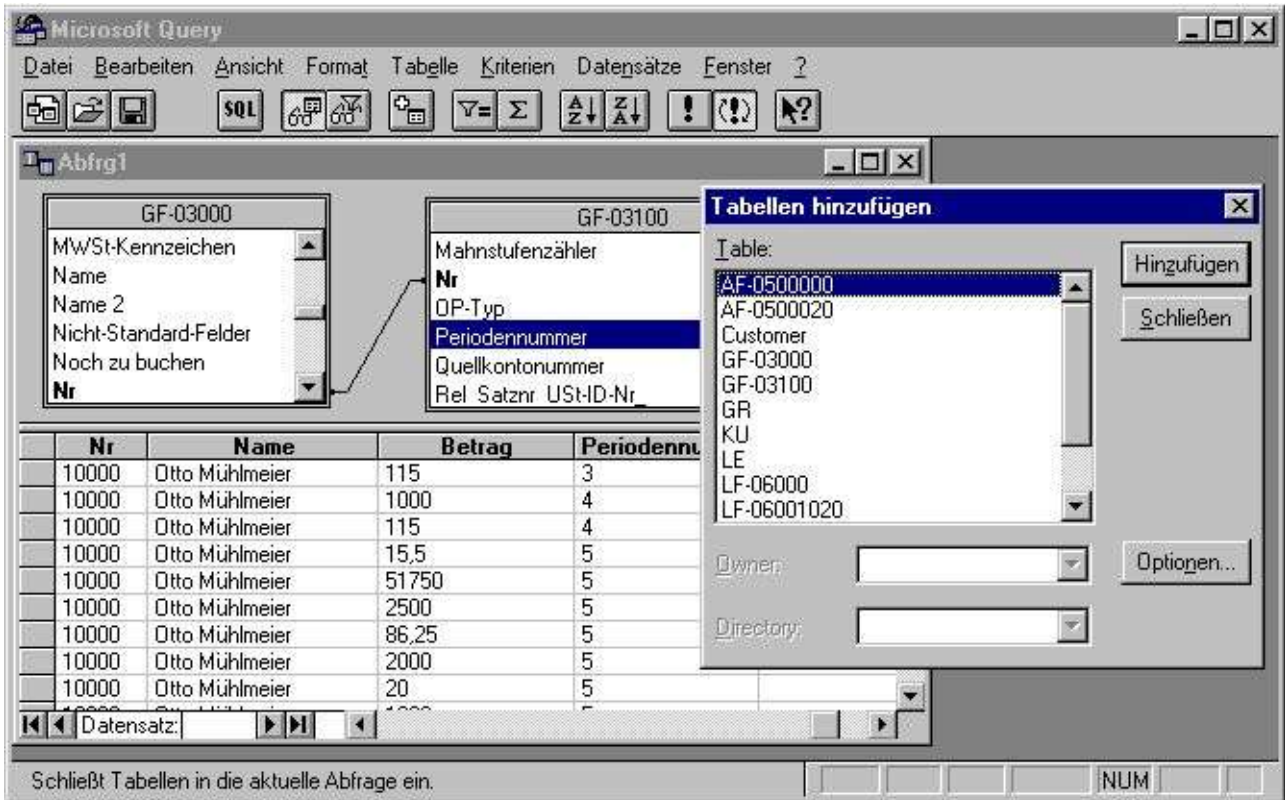 Microsoft Query
Datei Bearbeiten Ansicht Format Tabelle Kriterien Datensätze Fenster ?
SQL
Abfrg1
GF-03000
MWSt-Kennzeichen
Name
Name 2
Nicht-Standard-Felder
Noch zu buchen
Nr
GF-03100
Mahnstufenzähler
Nr
OP-Typ
Periodennummer
Quellkontonummer
Rel_Satznr_USt-ID-Nr_
Nr Name Betrag Periodennu
10000 Otto Mühlmeier 115 3
10000 Otto Mühlmeier 1000 4
10000 Otto Mühlmeier 115 4
10000 Otto Mühlmeier 15,5 5
10000 Otto Mühlmeier 51750 5
10000 Otto Mühlmeier 2500 5
10000 Otto Mühlmeier 86,25 5
10000 Otto Mühlmeier 2000 5
10000 Otto Mühlmeier 20 5
Datensatz:
Tabellen hinzufügen
Table:
AF-0500000
AF-0500020
Customer
GF-03000
GF-03100
GR
KU
LE
LF-06000
LF-06001020
Hinzufügen
Schließen
Owner:
Directory:
Optionen...
Schließt Tabellen in die aktuelle Abfrage ein.
NUM